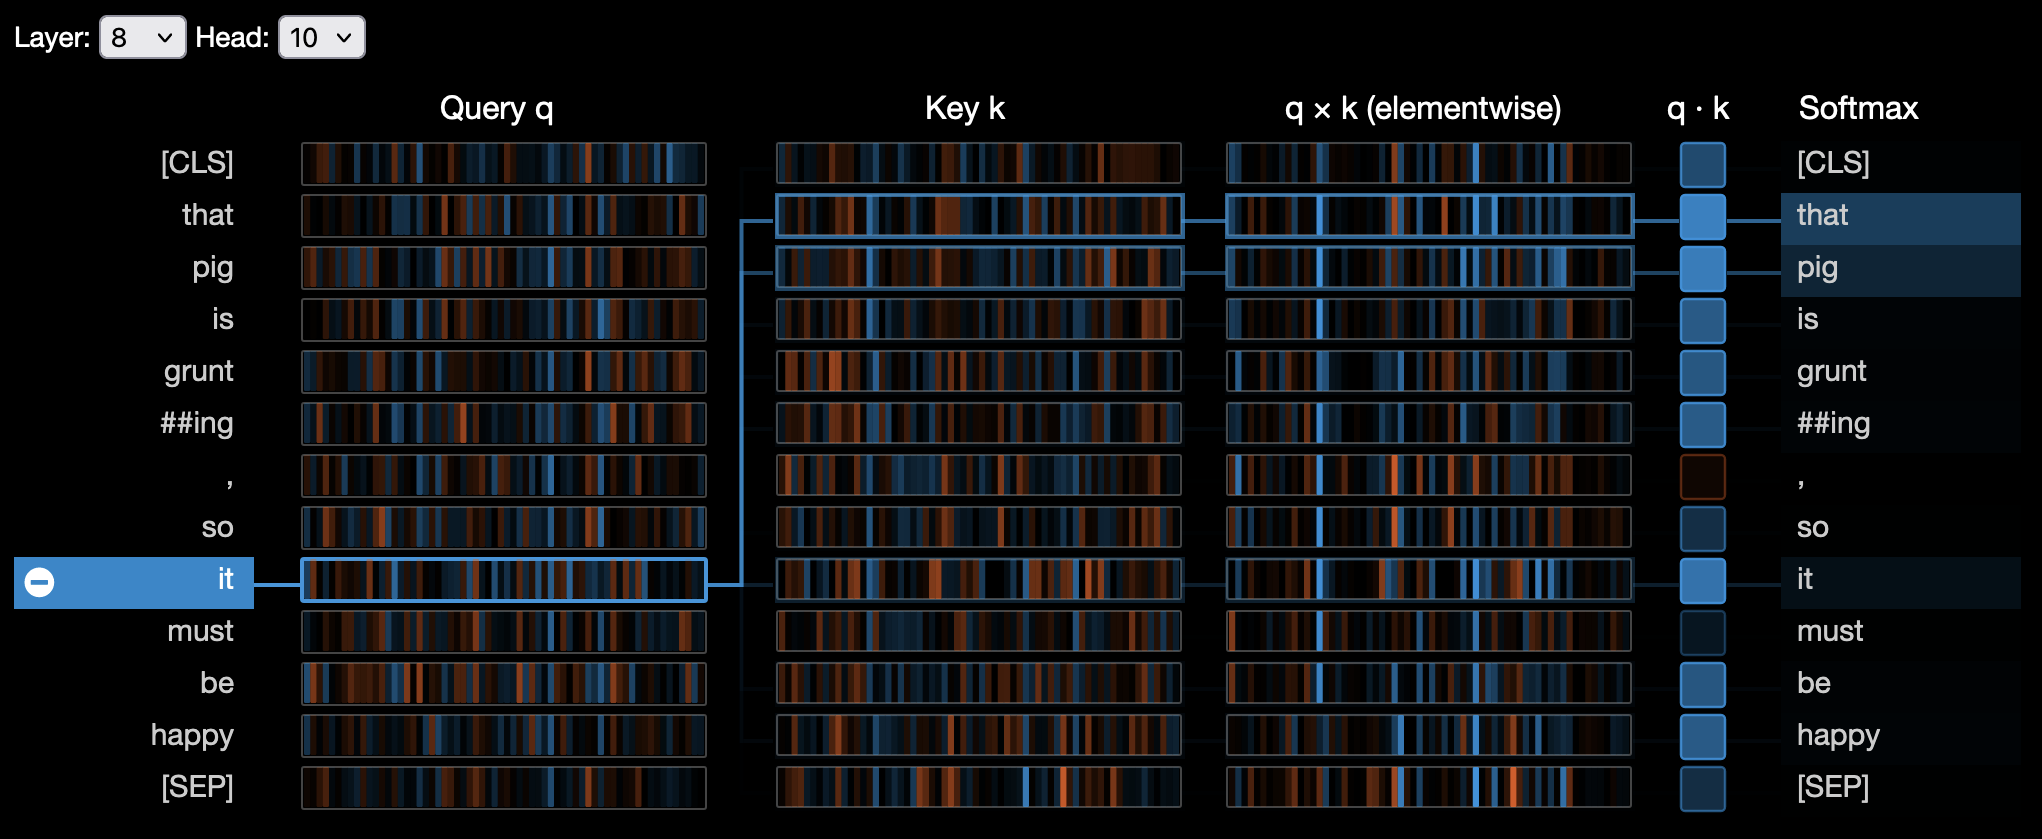 Layer: 8 Head: 10
Query q Key k q × k (elementwise) q · k Softmax
[CLS] [CLS]
that that
pig pig
is is
grunt grunt
##ing ##ing
, ,
so so
it it
must must
be be
happy happy
[SEP] [SEP]